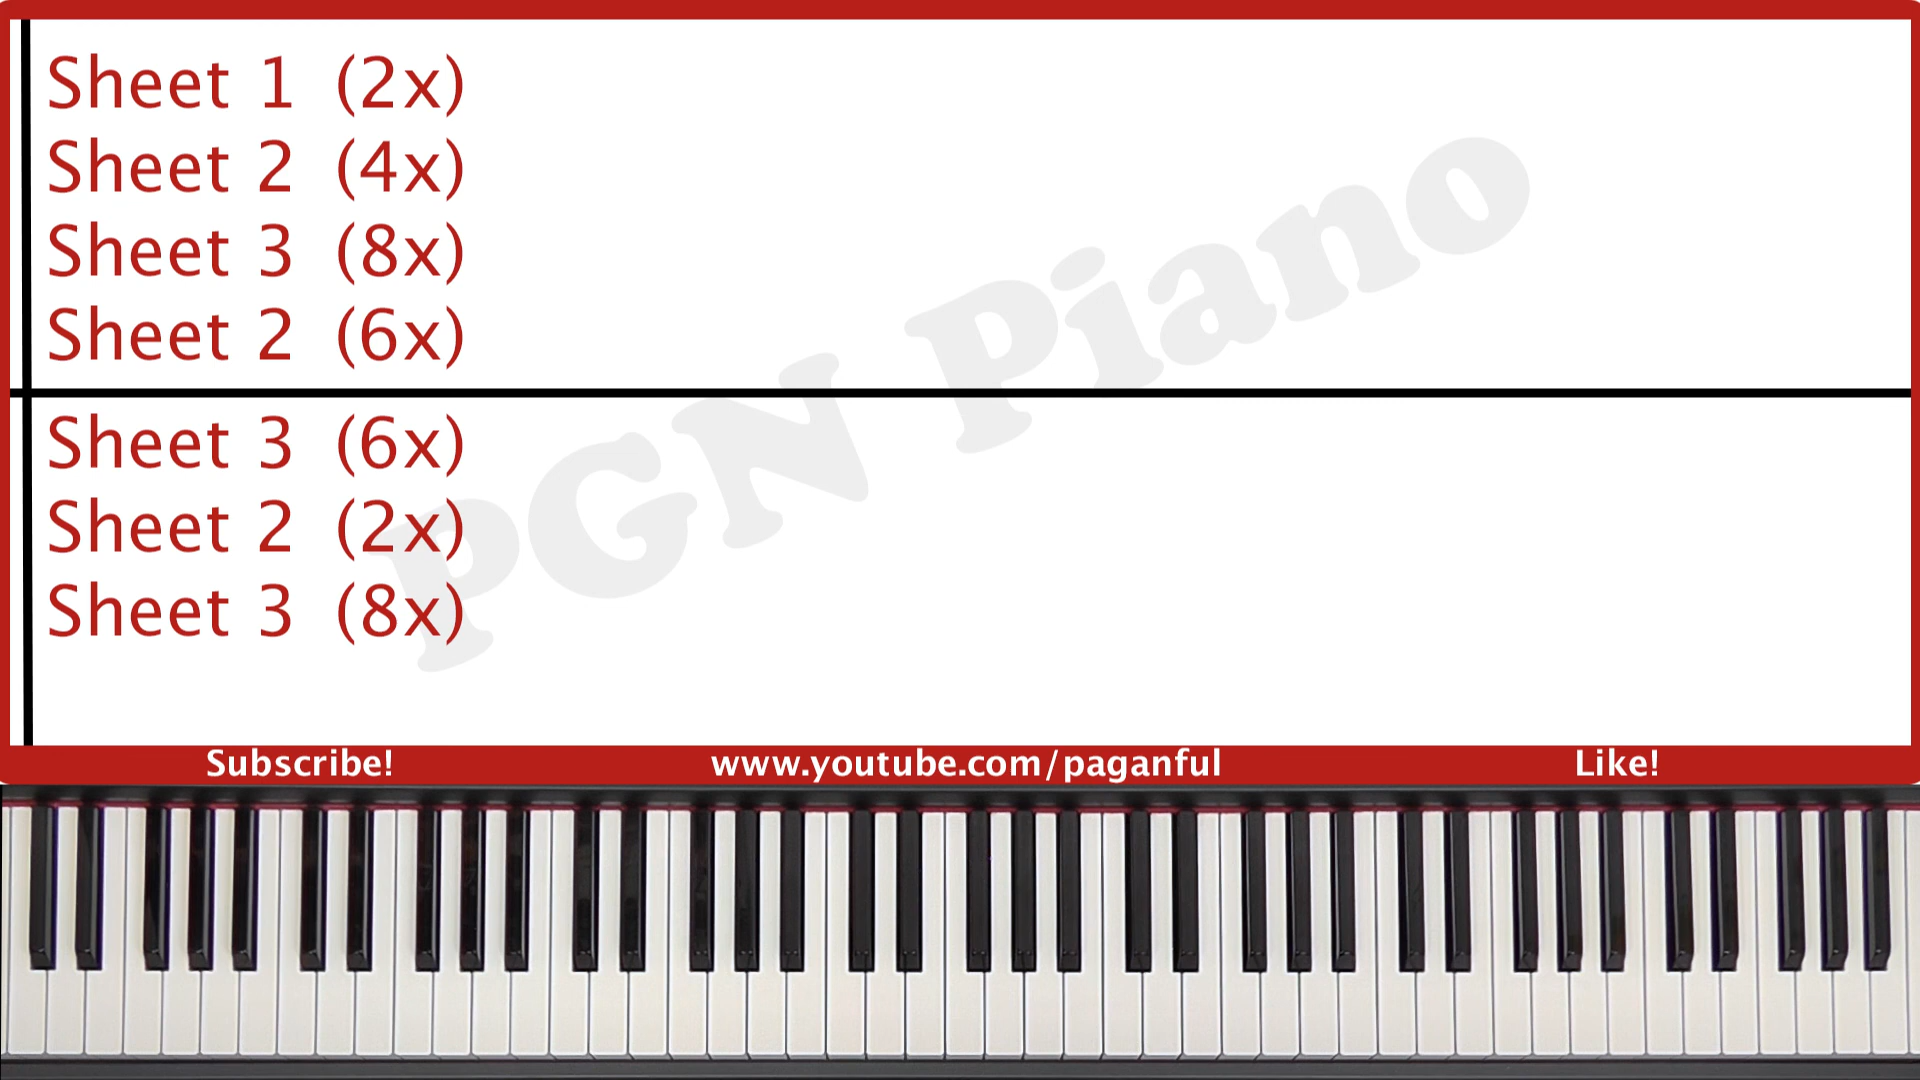 Sheet 1 (2x)
Sheet 2 (4x)
Sheet 3 (8x)
Sheet 2 (6x)
Sheet 3 (6x)
Sheet 2 (2x)
Sheet 3 (8x)
PGN Piano
Subscribe! www.youtube.com/paganful Like!